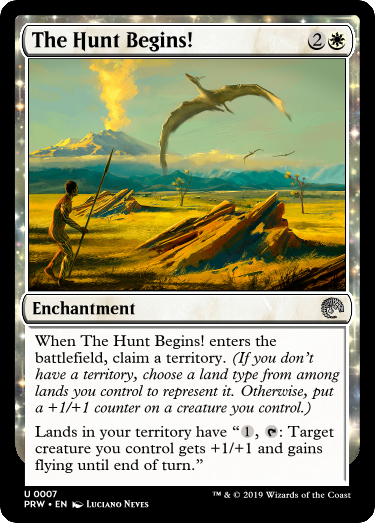 The Hunt Begins! 2
Enchantment
When The Hunt Begins! enters the
battlefield, claim a territory. (If you don't
have a territory, choose a land type from among
lands you control to represent it. Otherwise, put
a +1/+1 counter on a creature you control.)
Lands in your territory have “1, : Target
creature you control gets +1/+1 and gains
flying until end of turn.”
U 0007
PRW • EN Luciano Neves
™ & © 2019 Wizards of the Coast